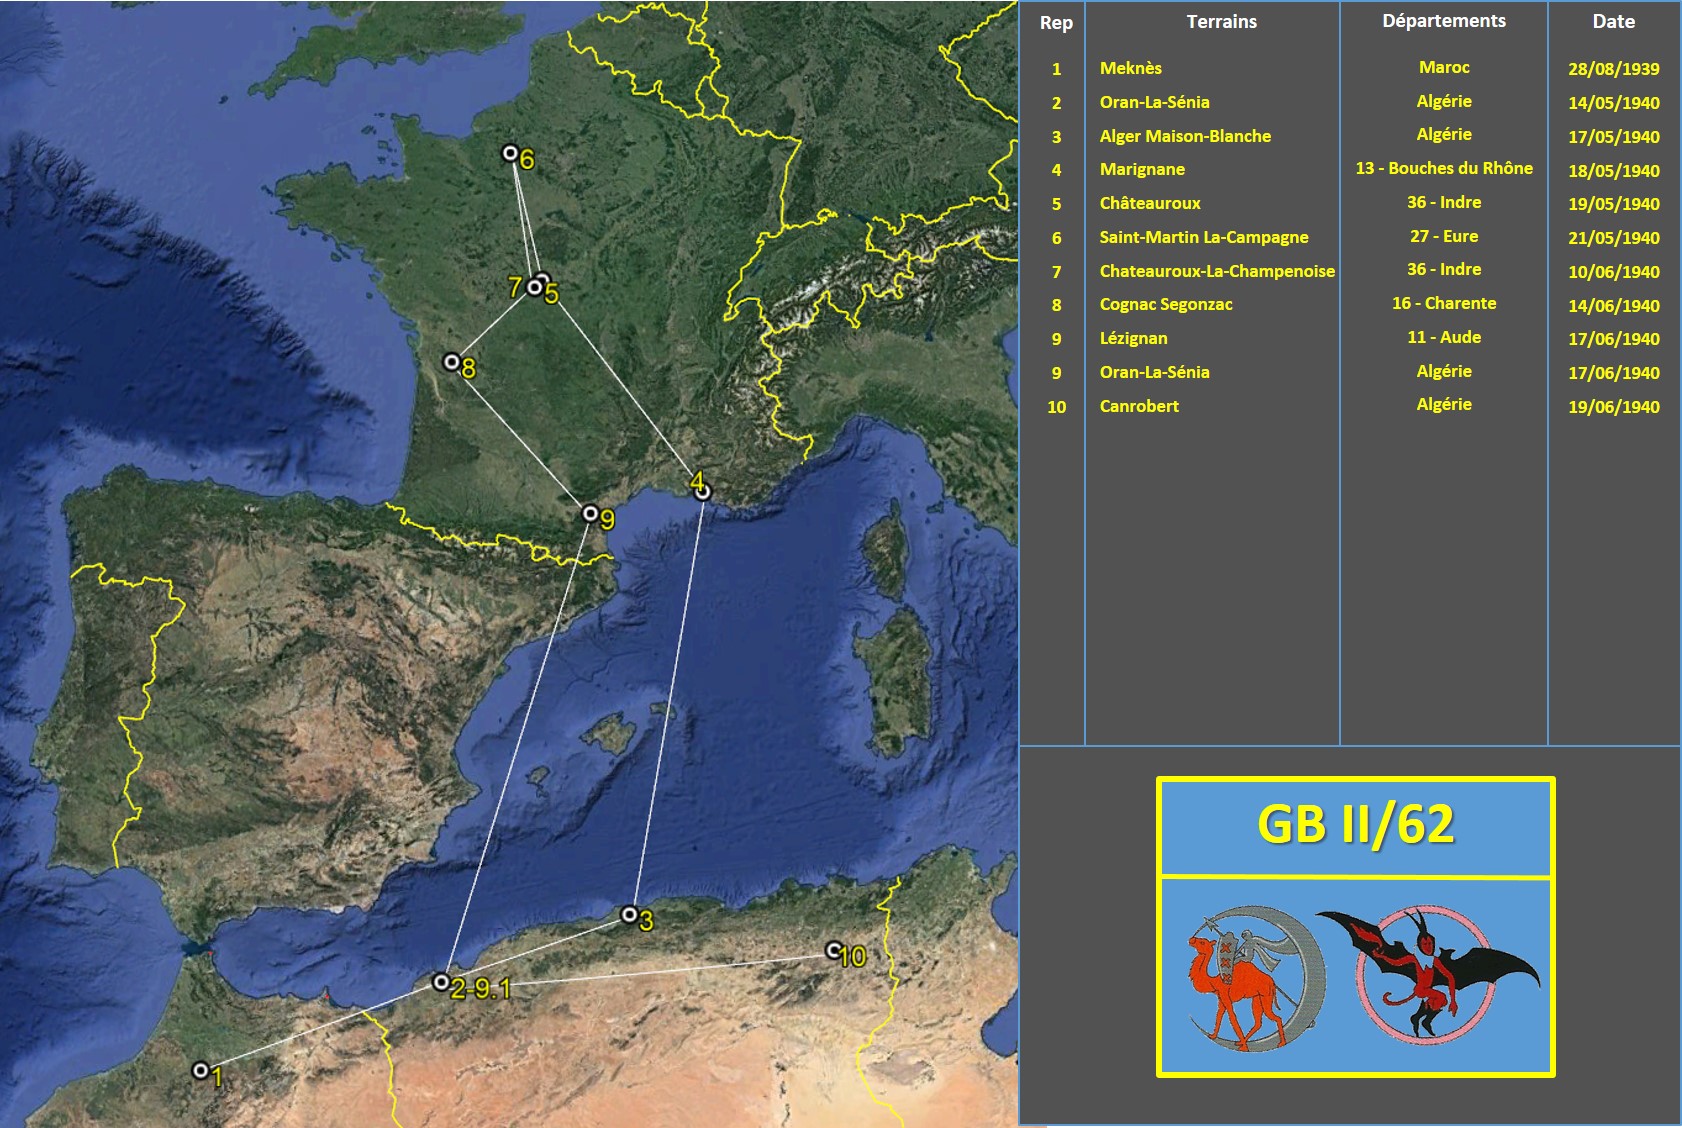 Rep Terrains Départements Date
1 Meknès Maroc 28/08/1939
2 Oran-La-Sénia Algérie 14/05/1940
3 Alger Maison-Blanche Algérie 17/05/1940
4 Marignane 13 - Bouches du Rhône 18/05/1940
5 Châteauroux 36 - Indre 19/05/1940
6 Saint-Martin La-Campagne 27 - Eure 21/05/1940
7 Chateauroux-La-Champenoise 36 - Indre 10/06/1940
8 Cognac Segonzac 16 - Charente 14/06/1940
9 Lézignan 11 - Aude 17/06/1940
9 Oran-La-Sénia Algérie 17/06/1940
10 Canrobert Algérie 19/06/1940
6
7
5
8
4
9
3
10
2-9.1
1
GB II/62